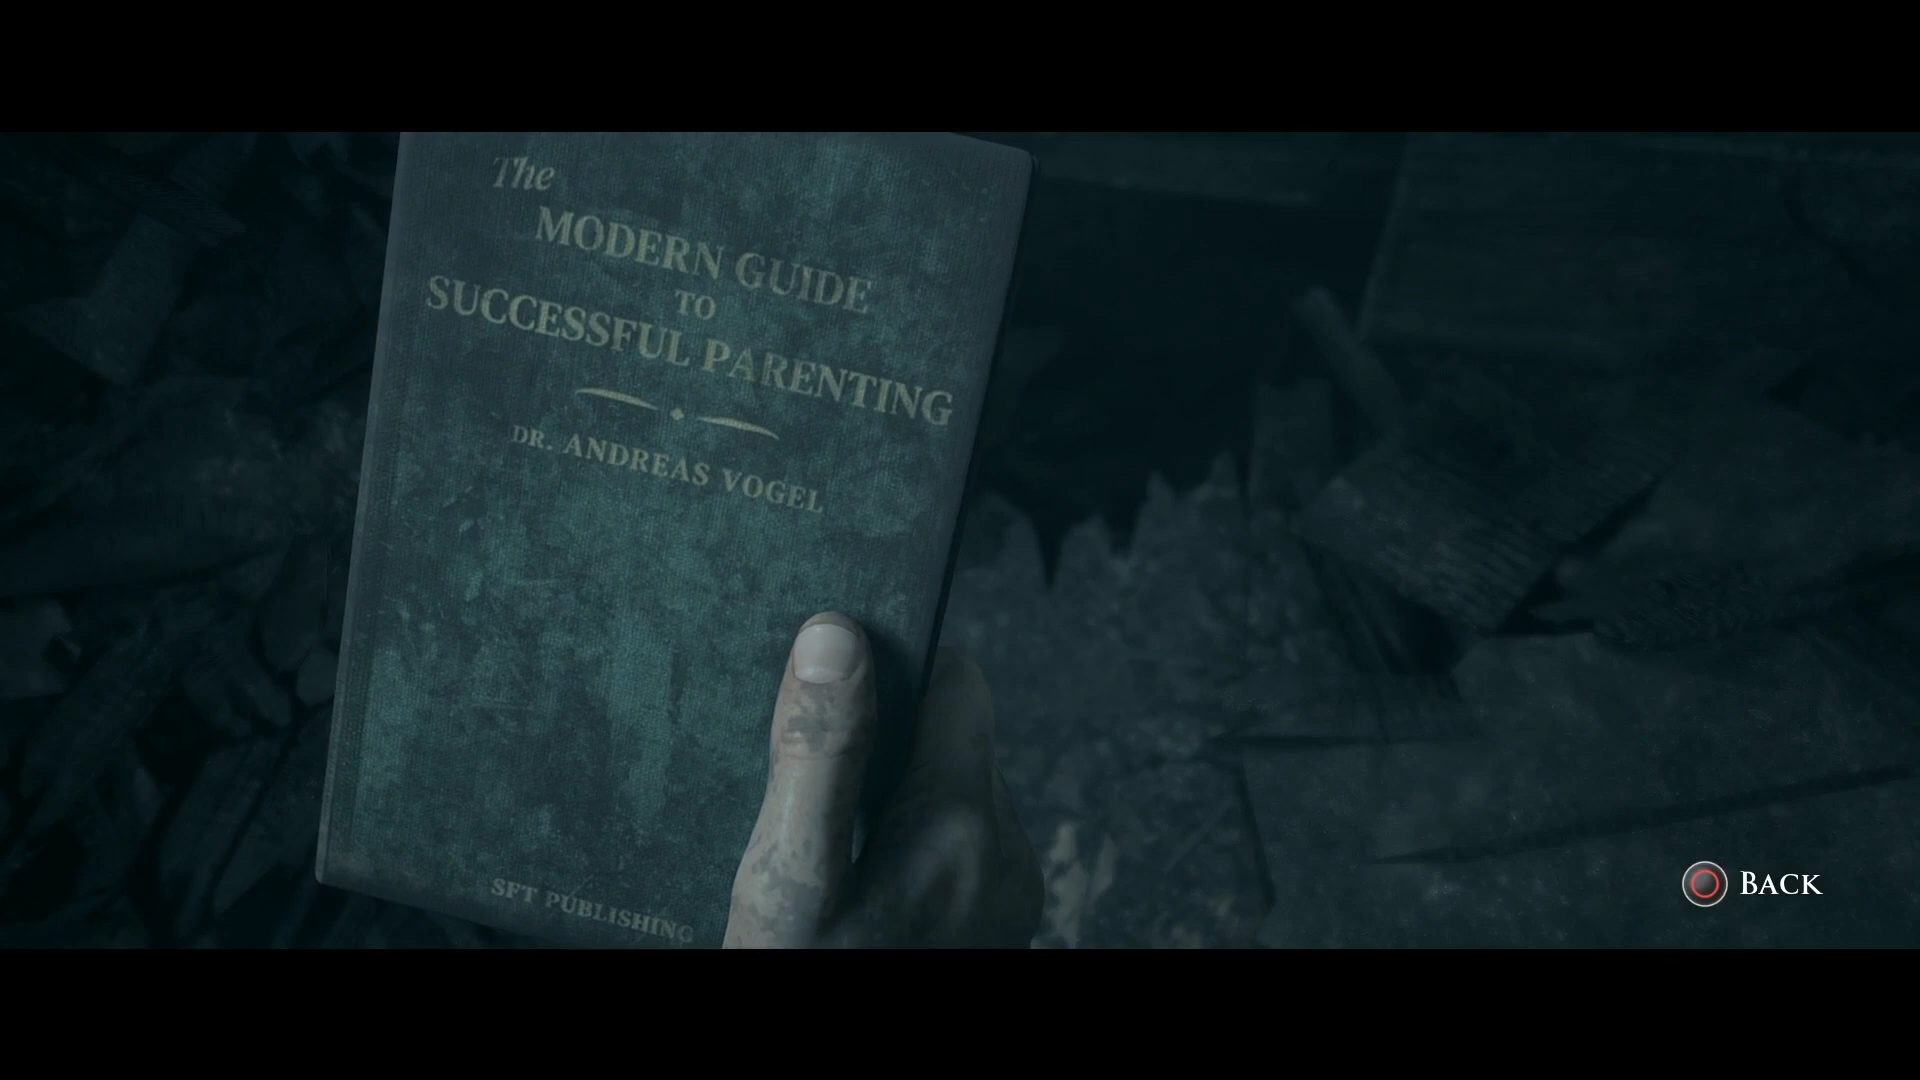 The
MODERN GUIDE
TO
SUCCESSFUL PARENTING
DR. ANDREAS VOGEL
SFT PUBLISHING
BACK